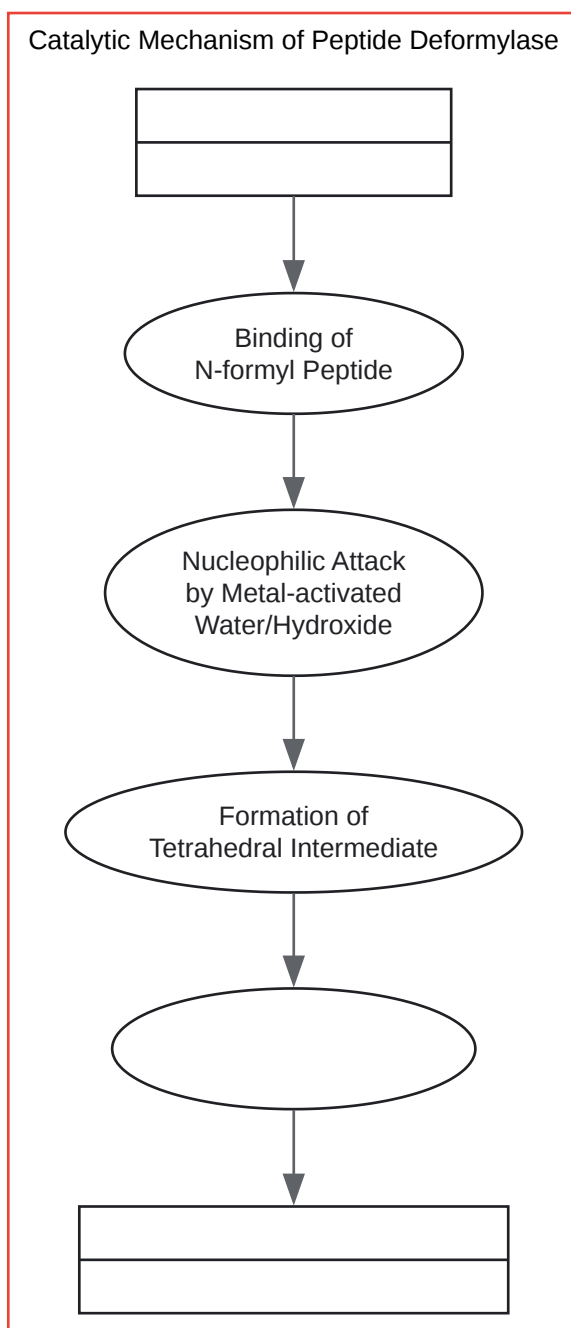 Catalytic Mechanism of Peptide Deformylase
Binding of
N-formyl Peptide
Nucleophilic Attack
by Metal-activated
Water/Hydroxide
Formation of
Tetrahedral Intermediate